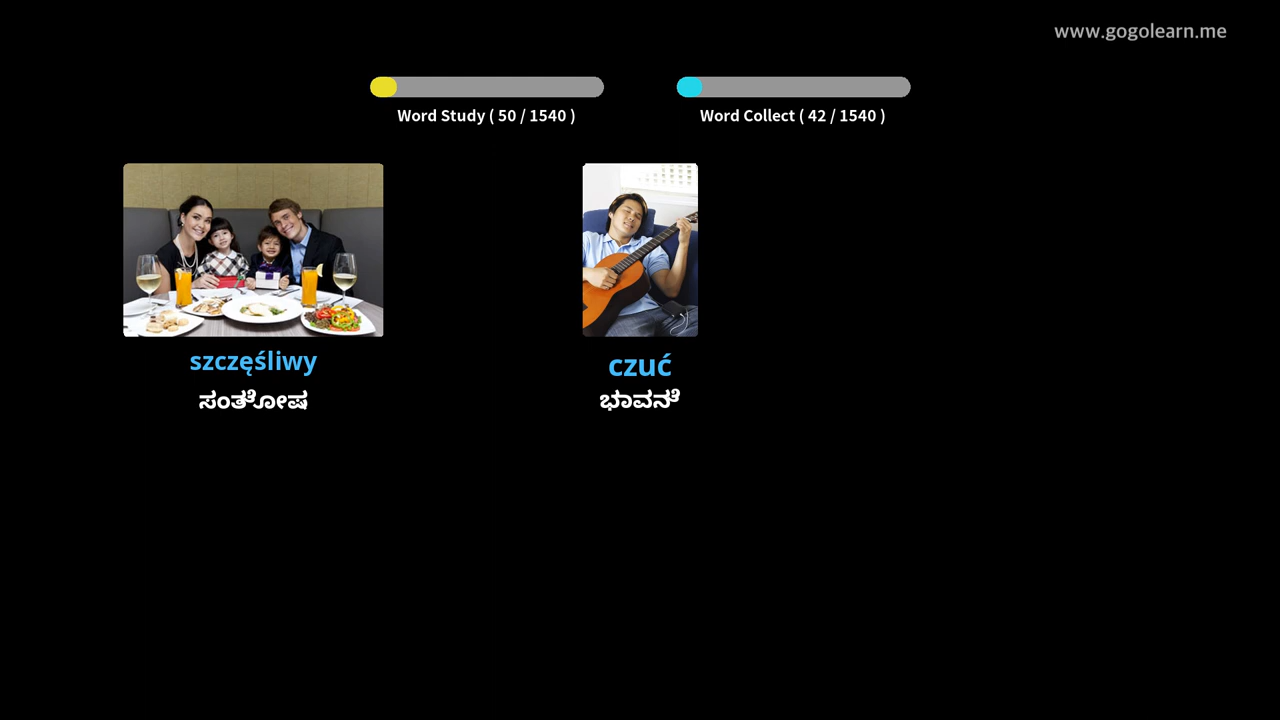 www.gogolearn.me
Word Study ( 50 / 1540 )
Word Collect ( 42 / 1540 )
szczęśliwy
ಸಂತೋಷ
czuć
ಭಾವನೆ